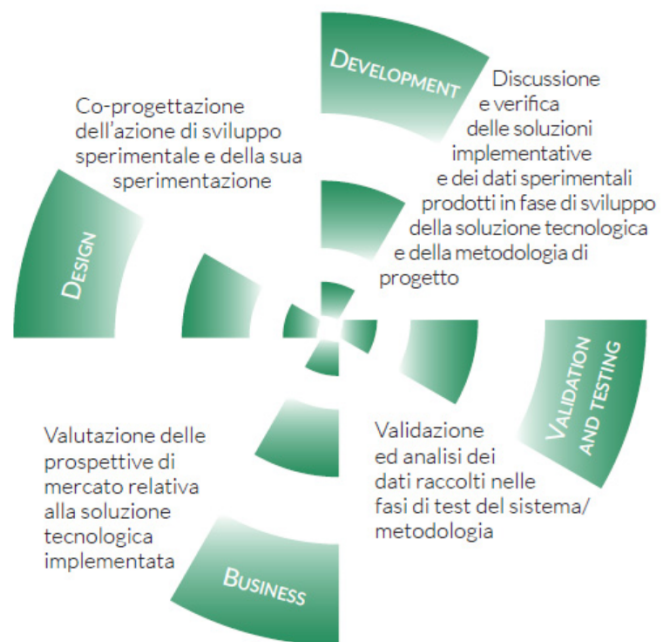 DEVELOPMENT
Discussione
e verifica
delle soluzioni
implementative
e dei dati sperimentali
prodotti in fase di sviluppo
della soluzione tecnologica
e della metodologia di
progetto
Co-progettazione
dell'azione di sviluppo
sperimentale e della sua
sperimentazione
DESIGN
VALIDATION
AND TESTING
Validazione
ed analisi dei
dati raccolti nelle
fasi di test del sistema/
metodologia
Valutazione delle
prospettive di
mercato relativa
alla soluzione
tecnologica
implementata
BUSINESS